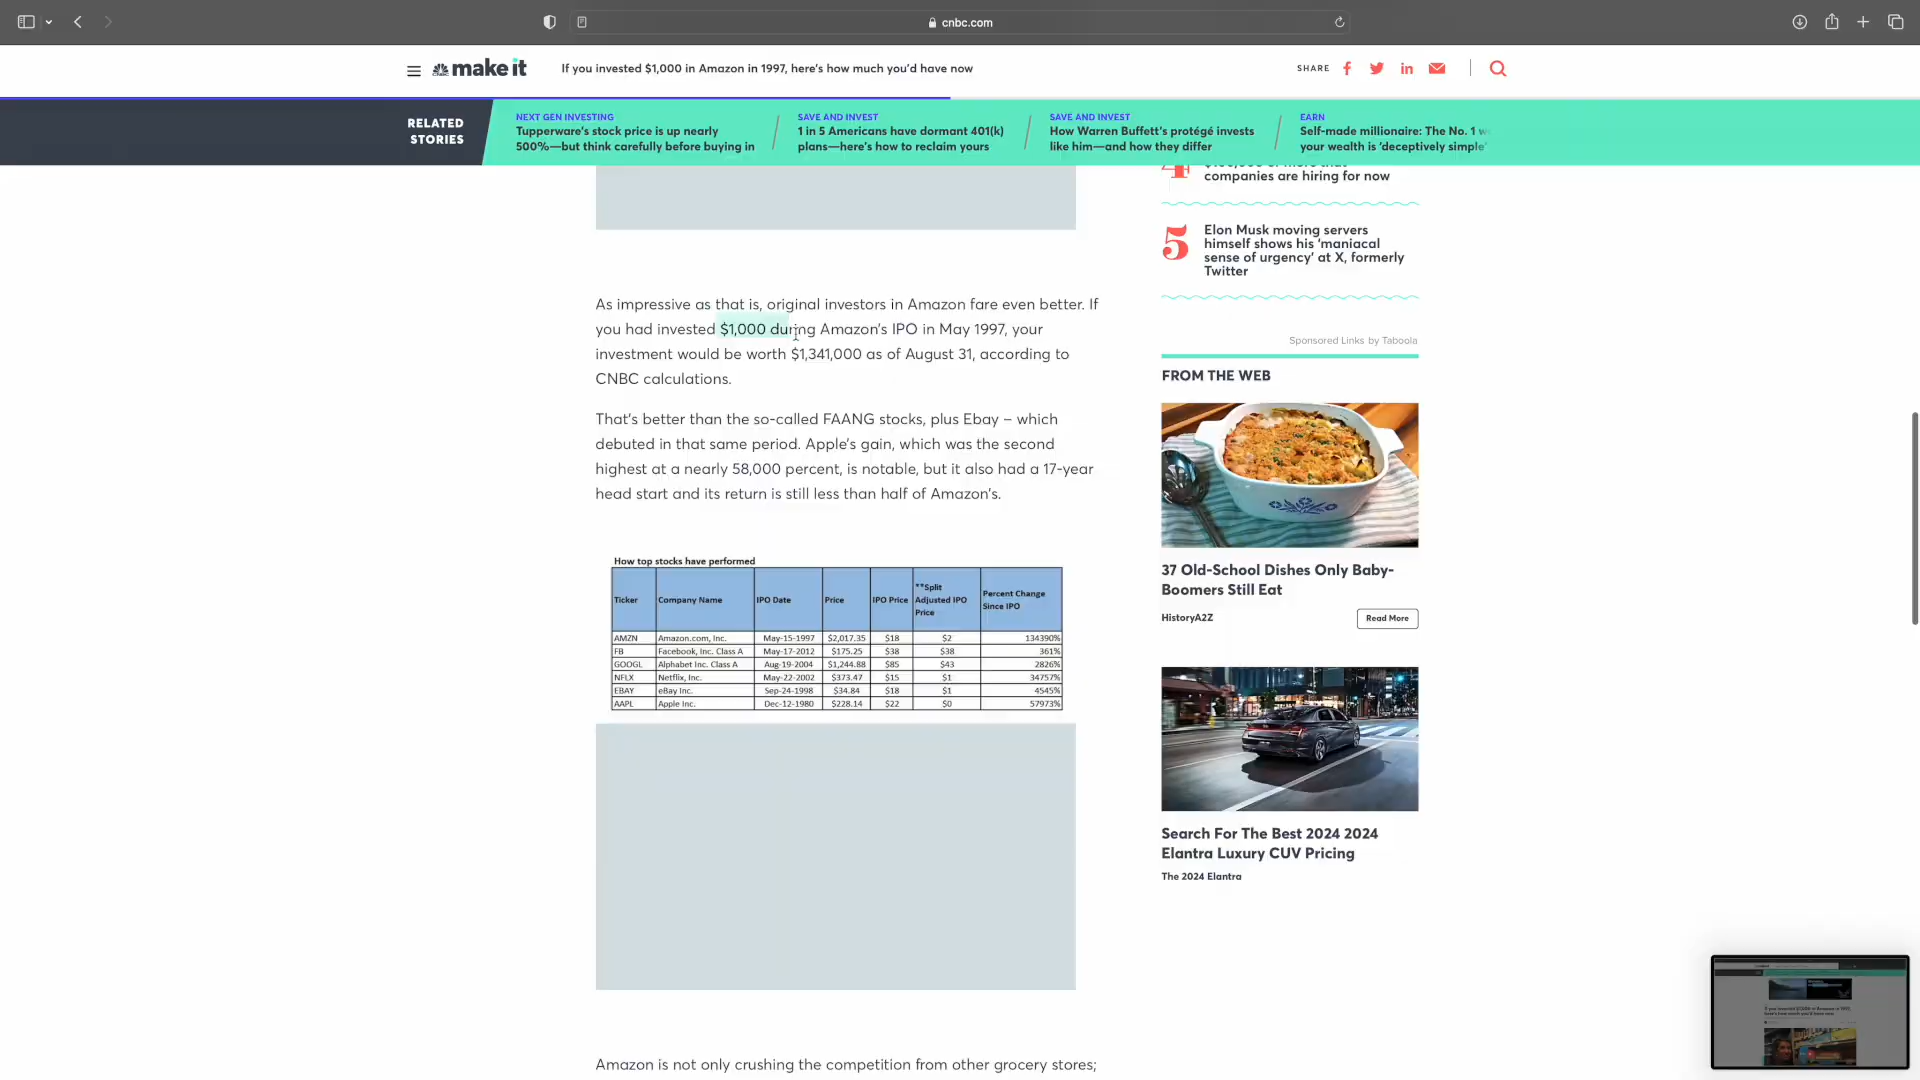 cnbc.com
make it
If you invested $1,000 in Amazon in 1997, here's how much you'd have now
SHARE
RELATED
STORIES
NEXT GEN INVESTING
Tupperware's stock price is up nearly
500%—but think carefully before buying in
SAVE AND INVEST
1 in 5 Americans have dormant 401(k)
plans—here's how to reclaim yours
SAVE AND INVEST
How Warren Buffett's protégé invests
like him—and how they differ
EARN
Self-made millionaire: The No. 1
your wealth is 'deceptively simple'
4
companies are hiring for now
5
Elon Musk moving servers
himself shows his 'maniacal
sense of urgency' at X, formerly
Twitter
As impressive as that is, original investors in Amazon fare even better. If
you had invested $1,000 during Amazon's IPO in May 1997, your
investment would be worth $1,341,000 as of August 31, according to
CNBC calculations.
That's better than the so-called FAANG stocks, plus Ebay – which
debuted in that same period. Apple's gain, which was the second
highest at a nearly 58,000 percent, is notable, but it also had a 17-year
head start and its return is still less than half of Amazon's.
How top stocks have performed
Ticker Company Name IPO Date Price IPO Price **Split Adjusted IPO Price Percent Change Since IPO
AMZN Amazon.com, Inc. May-15-1997 $2,017.35 $18 $2 134390%
FB Facebook, Inc. Class A May-17-2012 $175.25 $38 $38 361%
GOOGL Alphabet Inc. Class A Aug-19-2004 $1,244.88 $85 $43 2826%
NFLX Netflix, Inc. May-22-2002 $373.47 $15 $1 34757%
EBAY eBay Inc. Sep-24-1998 $34.84 $18 $1 4545%
AAPL Apple Inc. Dec-12-1980 $228.14 $22 $0 57973%
Amazon is not only crushing the competition from other grocery stores;
Sponsored Links by Taboola
FROM THE WEB
37 Old-School Dishes Only Baby-
Boomers Still Eat
HistoryA2Z
Read More
Search For The Best 2024 2024
Elantra Luxury CUV Pricing
The 2024 Elantra